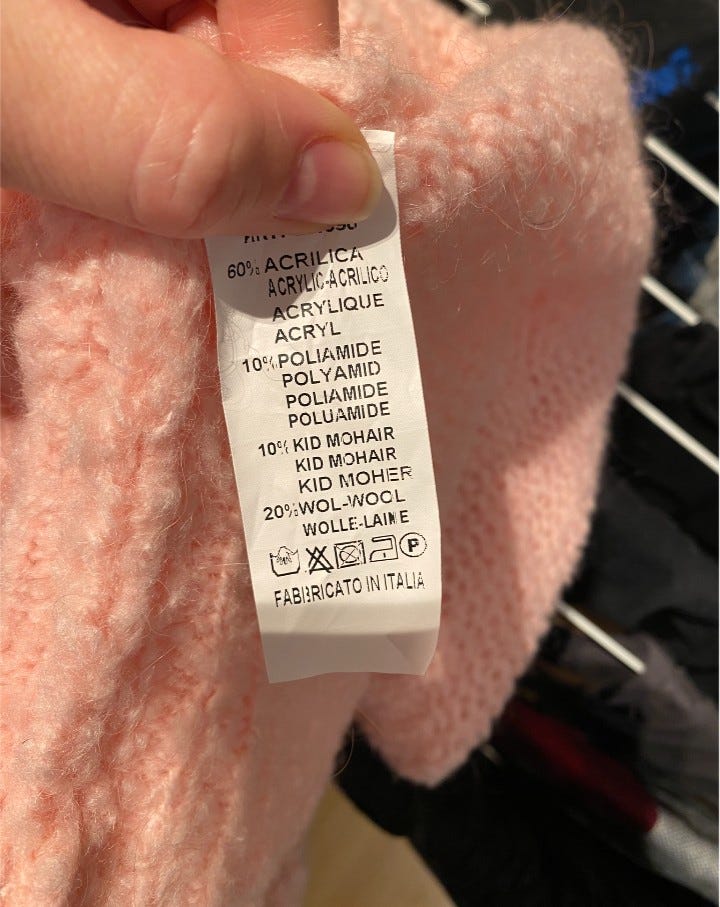 60% ACRILICA
ACRYLIC-ACRILICO
ACRYLIQUE
ACRYL
10% POLIAMIDE
POLYAMID
POLIAMIDE
POLUAMIDE
10% KID MOHAIR
KID MOHAIR
KID MOHER
20% WOL-WOOL
WOLLE-LAINE
P
FABBRICATO IN ITALIA